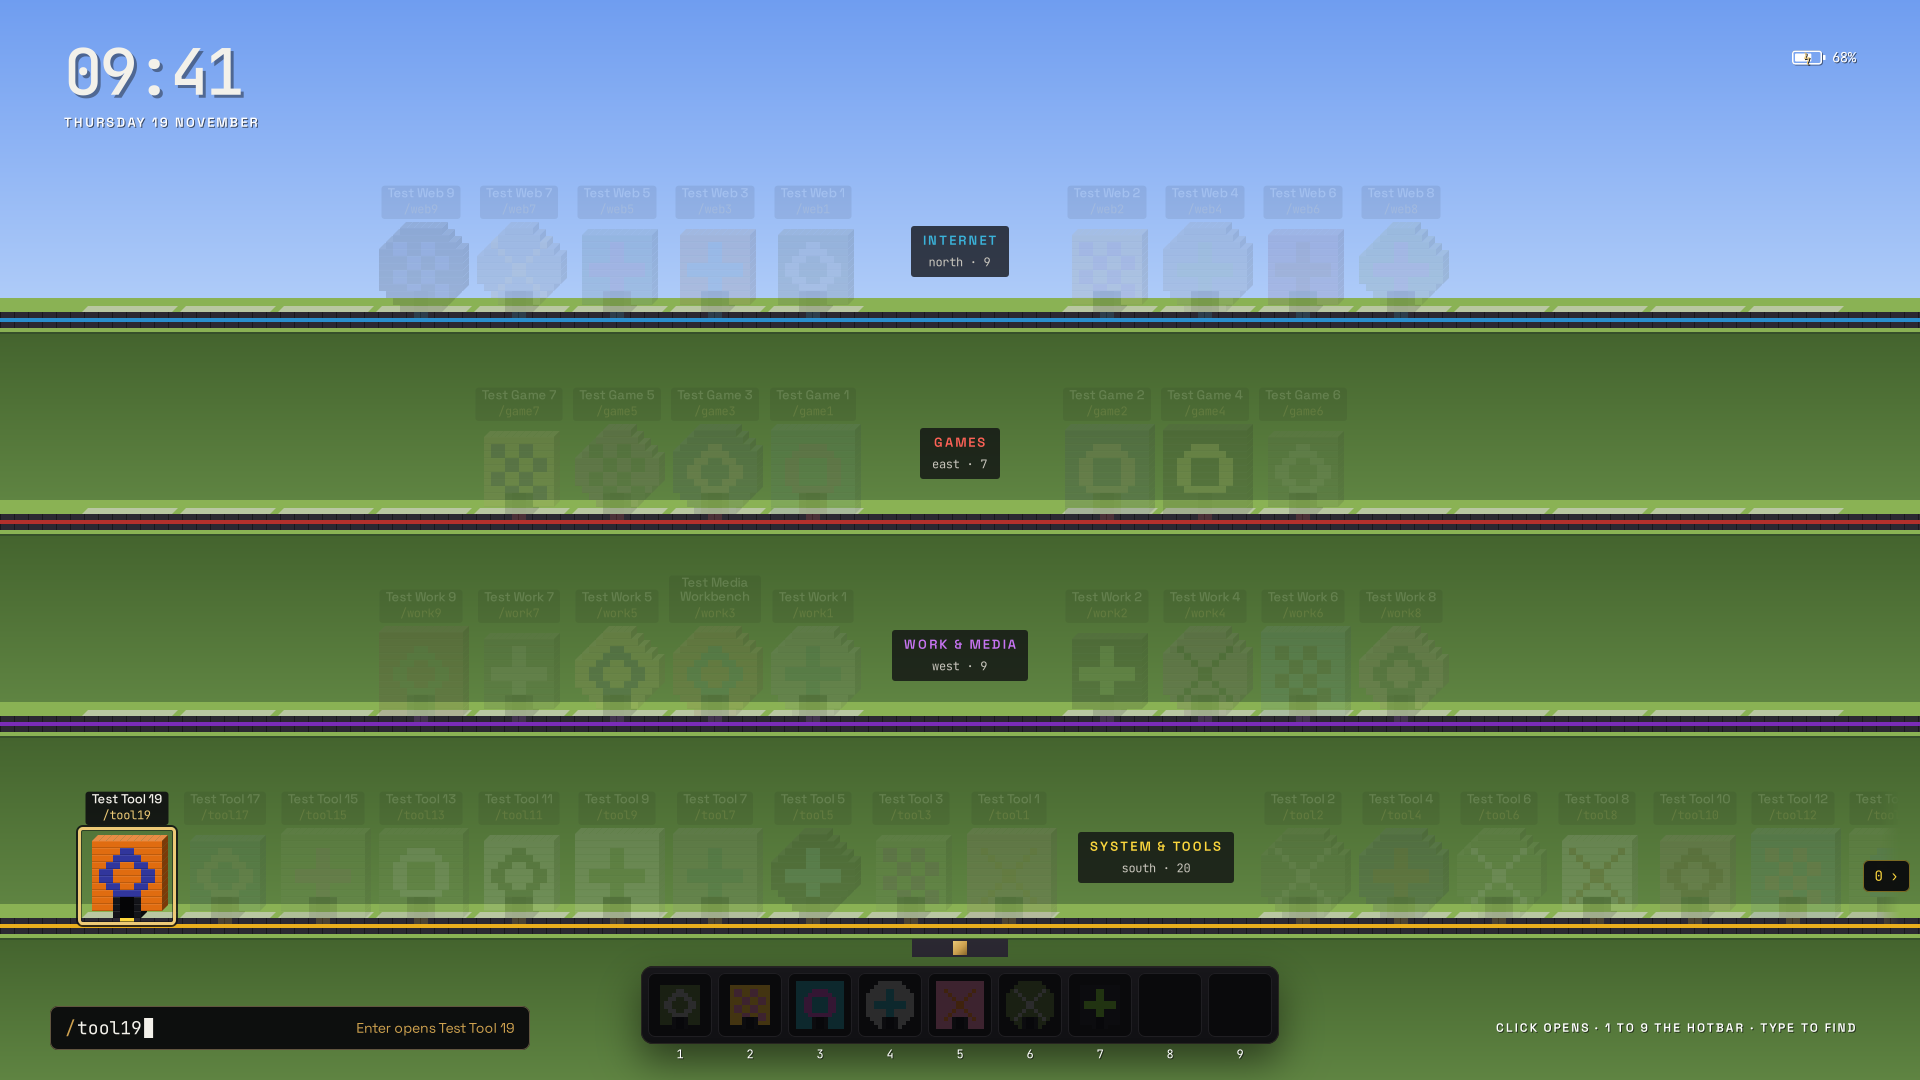 09:41
THURSDAY 19 NOVEMBER
68%
Test Web 9
/web9
Test Web 7
/web7
Test Web 5
/web5
Test Web 3
/web3
Test Web 1
/web1
INTERNET
north · 9
Test Web 2
/web2
Test Web 4
/web4
Test Web 6
/web6
Test Web 8
/web8
Test Game 7
/game7
Test Game 5
/game5
Test Game 3
/game3
Test Game 1
/game1
GAMES
east · 7
Test Game 2
/game2
Test Game 4
/game4
Test Game 6
/game6
Test Work 9
/work9
Test Work 7
/work7
Test Work 5
/work5
Test Media
Workbench
/work3
Test Work 1
/work1
WORK & MEDIA
west · 9
Test Work 2
/work2
Test Work 4
/work4
Test Work 6
/work6
Test Work 8
/work8
Test Tool 19
/tool19
Test Tool 17
/tool17
Test Tool 15
/tool15
Test Tool 13
/tool13
Test Tool 11
/tool11
Test Tool 9
/tool9
Test Tool 7
/tool7
Test Tool 5
/tool5
Test Tool 3
/tool3
Test Tool 1
/tool1
SYSTEM & TOOLS
south · 20
Test Tool 2
/tool2
Test Tool 4
/tool4
Test Tool 6
/tool6
Test Tool 8
/tool8
Test Tool 10
/tool10
Test Tool 12
/tool12
Test
0 ›
/tool19
Enter opens Test Tool 19
1 2 3 4 5 6 7 8 9
CLICK OPENS · 1 TO 9 THE HOTBAR · TYPE TO FIND